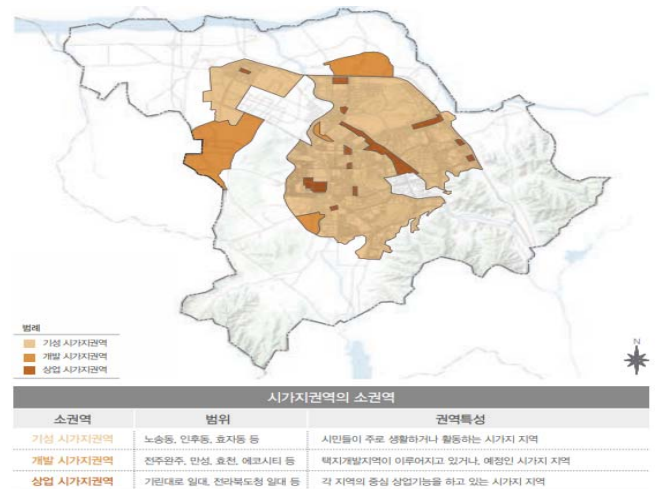 범례
기성 시가지권역
개발 시가지권역
상업 시가지권역
N
시가지권역의 소권역
소권역 범위 권역특성
기성 시가지권역 노송동, 인후동, 효자동 등 시민들이 주로 생활하거나 활동하는 시가지 지역
개발 시가지권역 전주완주, 만성, 효천, 에코시티 등 택지개발지역이 이루어지고 있거나, 예정인 시가지 지역
상업 시가지권역 기린대로 일대, 전라북도청 일대 등 각 지역의 중심 상업기능을 하고 있는 시가지 지역